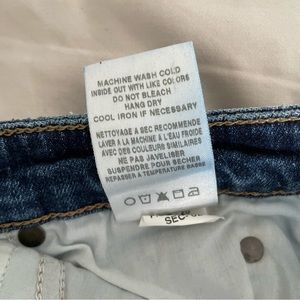 MACHINE WASH COLD
INSIDE OUT WITH LIKE COLORS
DO NOT BLEACH
HANG DRY
COOL IRON IF NECESSARY
NETTOYAGE A SEC RECOMMENDE
LAVER A LA MACHINE A L'EAU FROIDE
AVEC DES COULEURS SIMILAIRES
NE PAS JAVELISER
SUSPENDRE POUR SECHER
REPASSER A TEMPERATURE BASSE